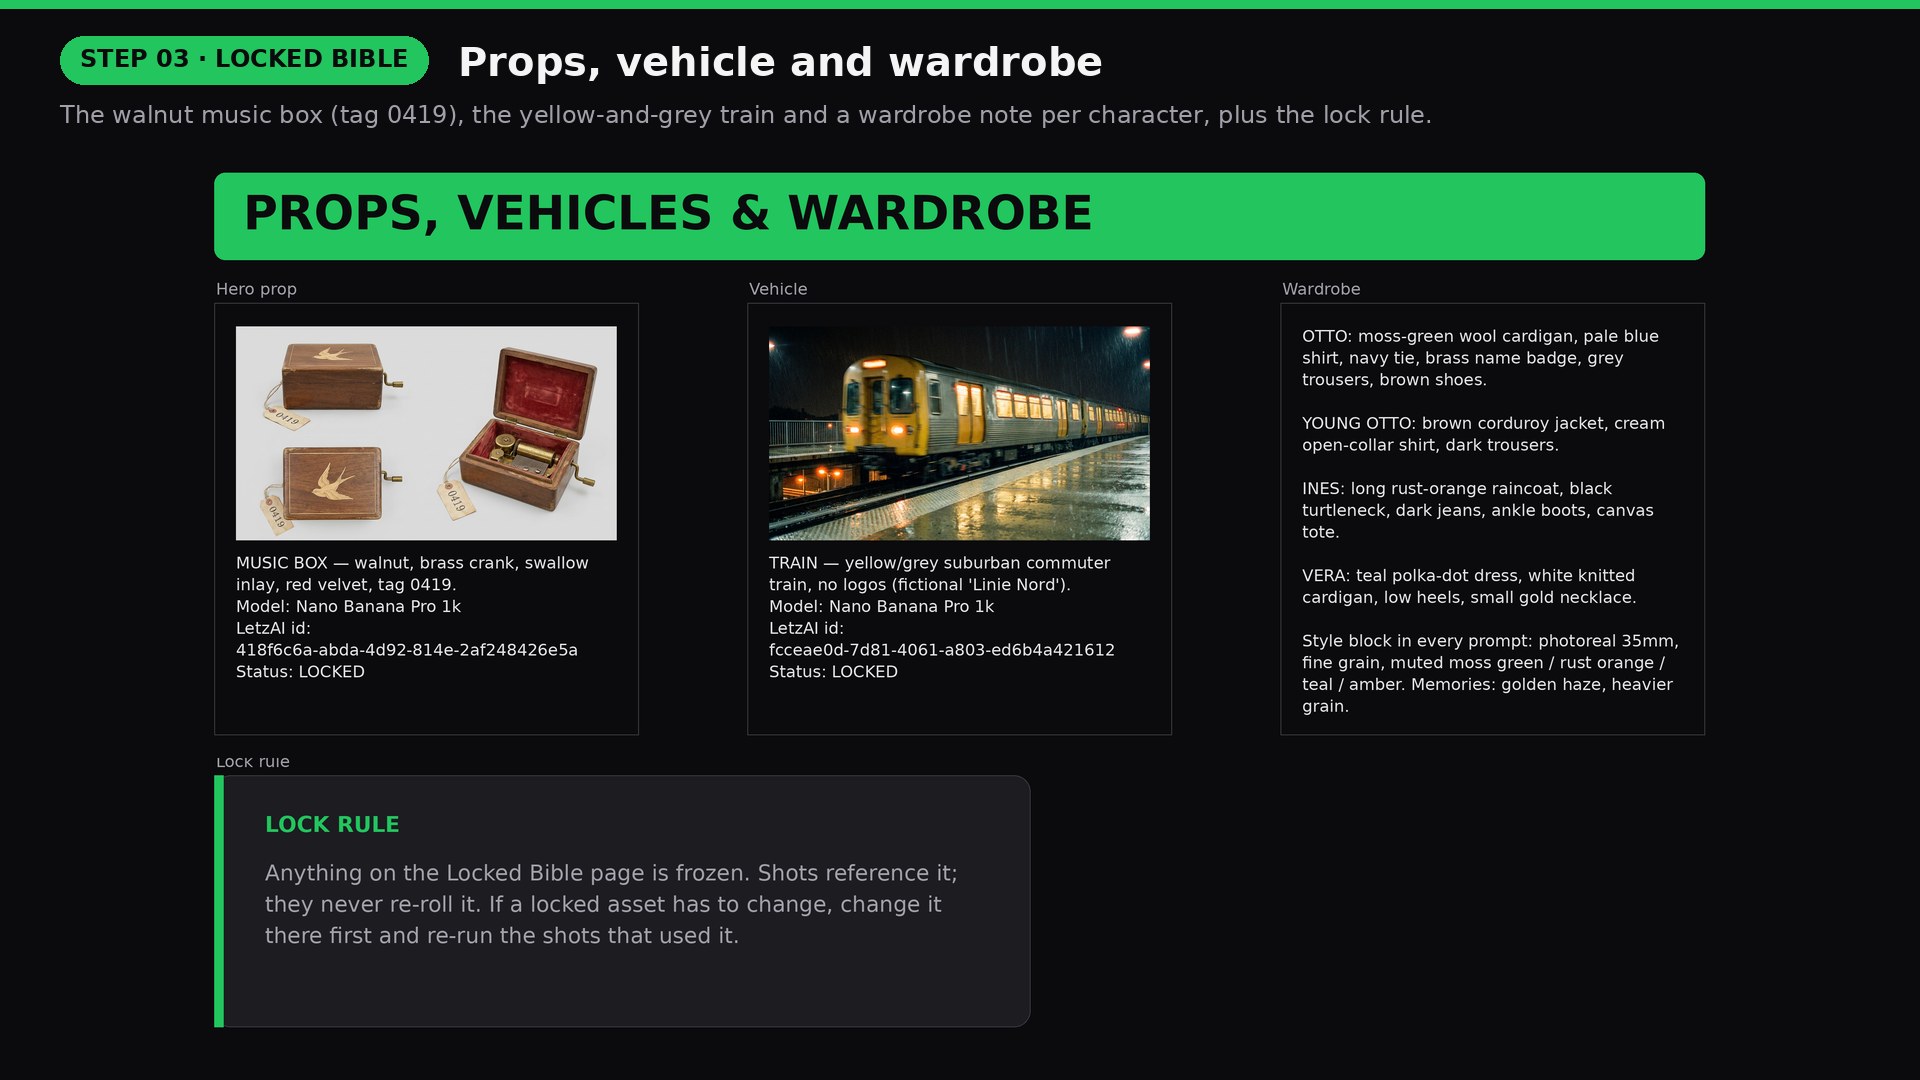 STEP 03 · LOCKED BIBLE
Props, vehicle and wardrobe
The walnut music box (tag 0419), the yellow-and-grey train and a wardrobe note per character, plus the lock rule.
PROPS, VEHICLES & WARDROBE
Hero prop
0419
0419
0419
MUSIC BOX — walnut, brass crank, swallow
inlay, red velvet, tag 0419.
Model: Nano Banana Pro 1k
LetzAI id:
418f6c6a-abda-4d92-814e-2af248426e5a
Status: LOCKED
Vehicle
TRAIN — yellow/grey suburban commuter
train, no logos (fictional 'Linie Nord').
Model: Nano Banana Pro 1k
LetzAI id:
fcceae0d-7d81-4061-a803-ed6b4a421612
Status: LOCKED
Wardrobe
OTTO: moss-green wool cardigan, pale blue
shirt, navy tie, brass name badge, grey
trousers, brown shoes.
YOUNG OTTO: brown corduroy jacket, cream
open-collar shirt, dark trousers.
INES: long rust-orange raincoat, black
turtleneck, dark jeans, ankle boots, canvas
tote.
VERA: teal polka-dot dress, white knitted
cardigan, low heels, small gold necklace.
Style block in every prompt: photoreal 35mm,
fine grain, muted moss green / rust orange /
teal / amber. Memories: golden haze, heavier
grain.
Lock rule
LOCK RULE
Anything on the Locked Bible page is frozen. Shots reference it;
they never re-roll it. If a locked asset has to change, change it
there first and re-run the shots that used it.